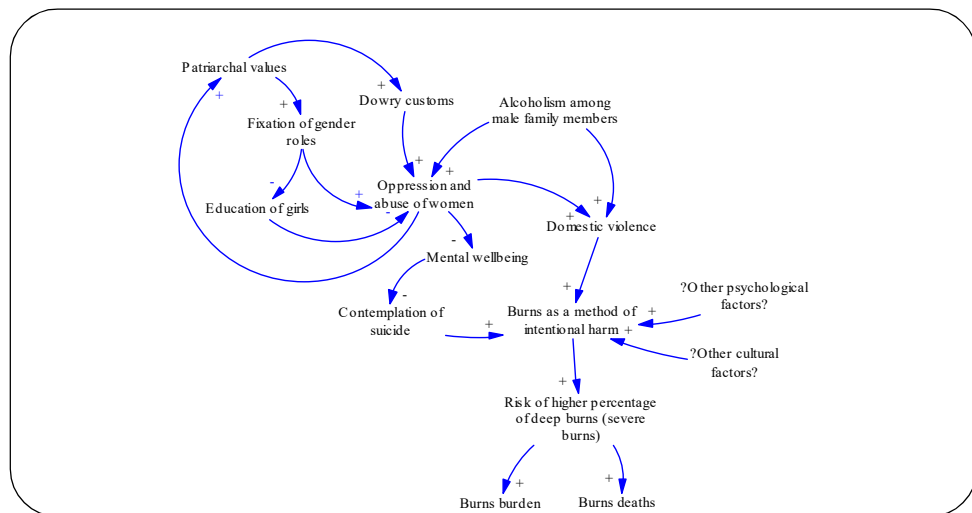 Patriarchal values
+
+
Dowry customs
+
Fixation of gender
roles
Alcoholism among
male family members
+
+
-
+
-
Oppression and
abuse of women
Education of girls
+
+
Domestic violence
-
Mental wellbeing
-
Contemplation of
suicide
+
+
Burns as a method of
intentional harm
+
+
?Other psychological
factors?
?Other cultural
factors?
+
Risk of higher percentage
of deep burns (severe
burns)
+
+
Burns burden
Burns deaths